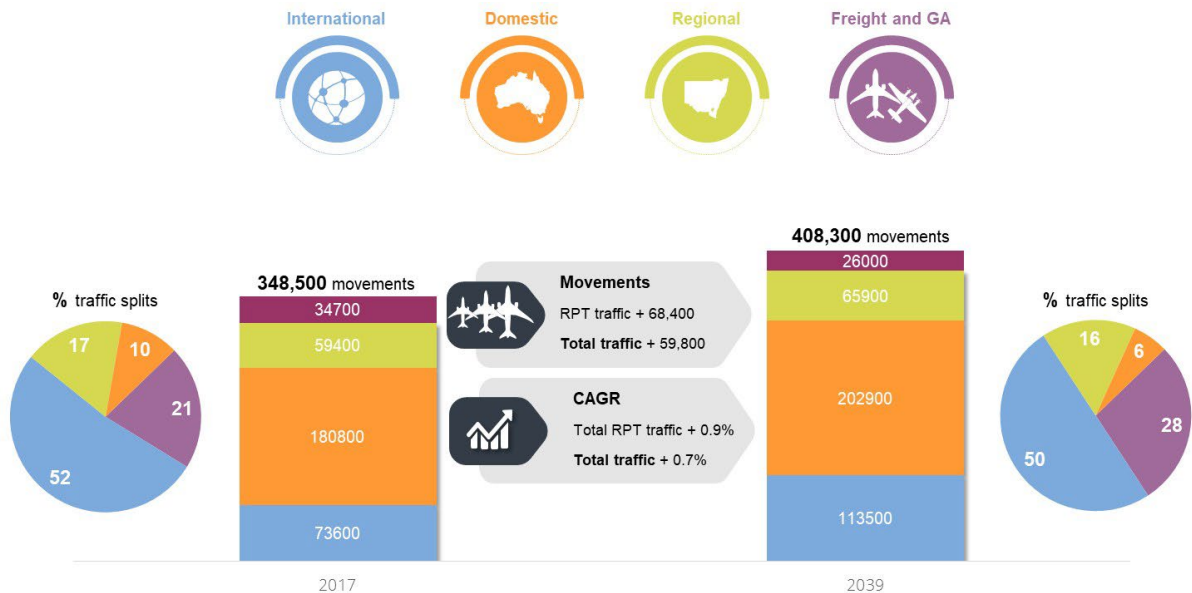 International
Domestic
Regional
Freight and GA
% traffic splits
17
10
21
52
348,500 movements
34700
59400
180800
73600
2017
Movements
RPT traffic + 68,400
Total traffic + 59,800
CAGR
Total RPT traffic + 0.9%
Total traffic + 0.7%
408,300 movements
26000
65900
202900
113500
2039
% traffic splits
16
6
28
50